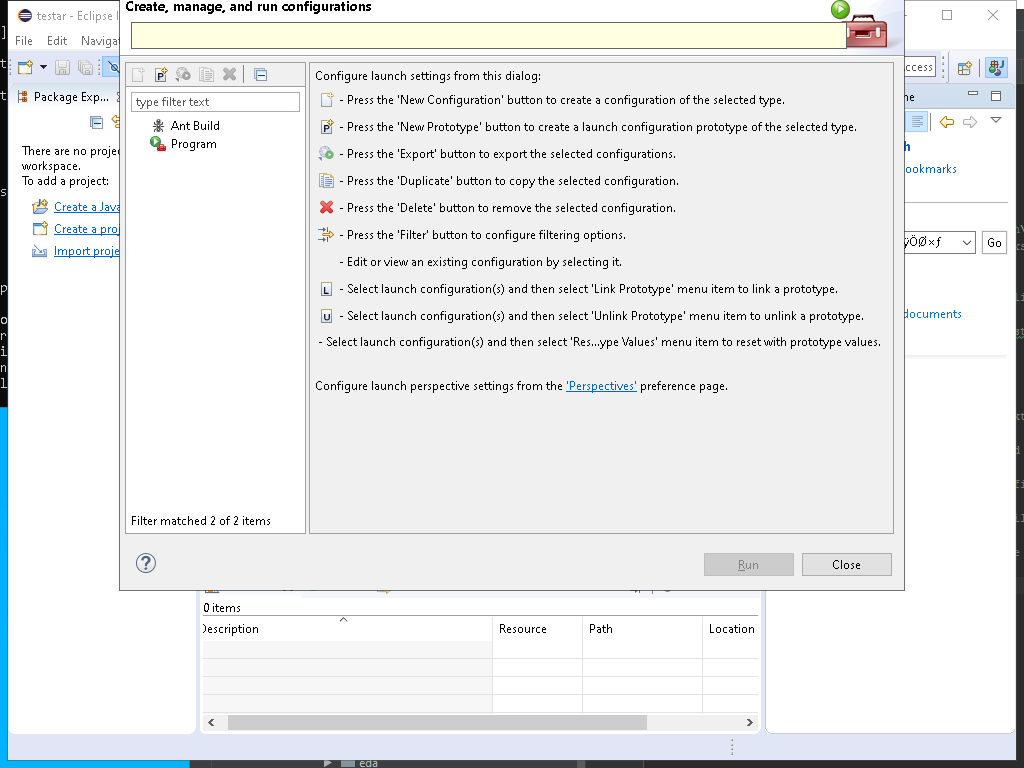 Create, manage, and run configurations
testar - Eclipse I
File Edit Naviga
Package Exp...
There are no proje
workspace.
To add a project:
Create a Java
Create a proj
Import proje
type filter text
Ant Build
Program
Filter matched 2 of 2 items
Configure launch settings from this dialog:
- Press the 'New Configuration' button to create a configuration of the selected type.
- Press the 'New Prototype' button to create a launch configuration prototype of the selected type.
- Press the 'Export' button to export the selected configurations.
- Press the 'Duplicate' button to copy the selected configuration.
- Press the 'Delete' button to remove the selected configuration.
- Press the 'Filter' button to configure filtering options.
- Edit or view an existing configuration by selecting it.
L - Select launch configuration(s) and then select 'Link Prototype' menu item to link a prototype.
U - Select launch configuration(s) and then select 'Unlink Prototype' menu item to unlink a prototype.
- Select launch configuration(s) and then select 'Res...ype Values' menu item to reset with prototype values.
Configure launch perspective settings from the 'Perspectives' preference page.
Run Close
ccess
ne
h
ookmarks
ÿÖØ×ƒ Go
documents
0 items
Description Resource Path Location
eda